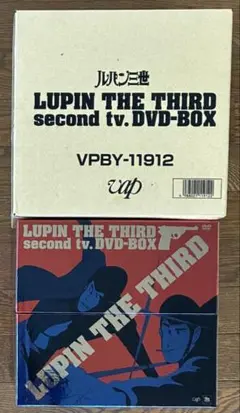 ルパン三世
LUPIN THE THIRD
second tv. DVD-BOX
VPBY-11912
vap
LUPIN THE THIRD
second tv. DVD-BOX
LUPIN THE THIRD